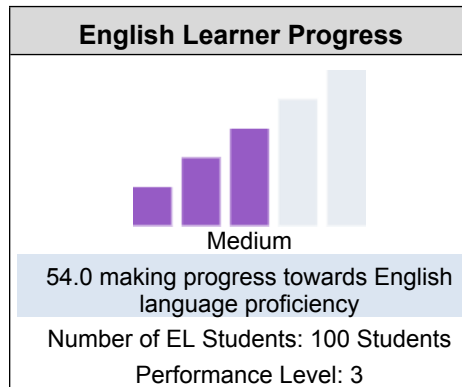 English Learner Progress
Medium
54.0 making progress towards English
language proficiency
Number of EL Students: 100 Students
Performance Level: 3